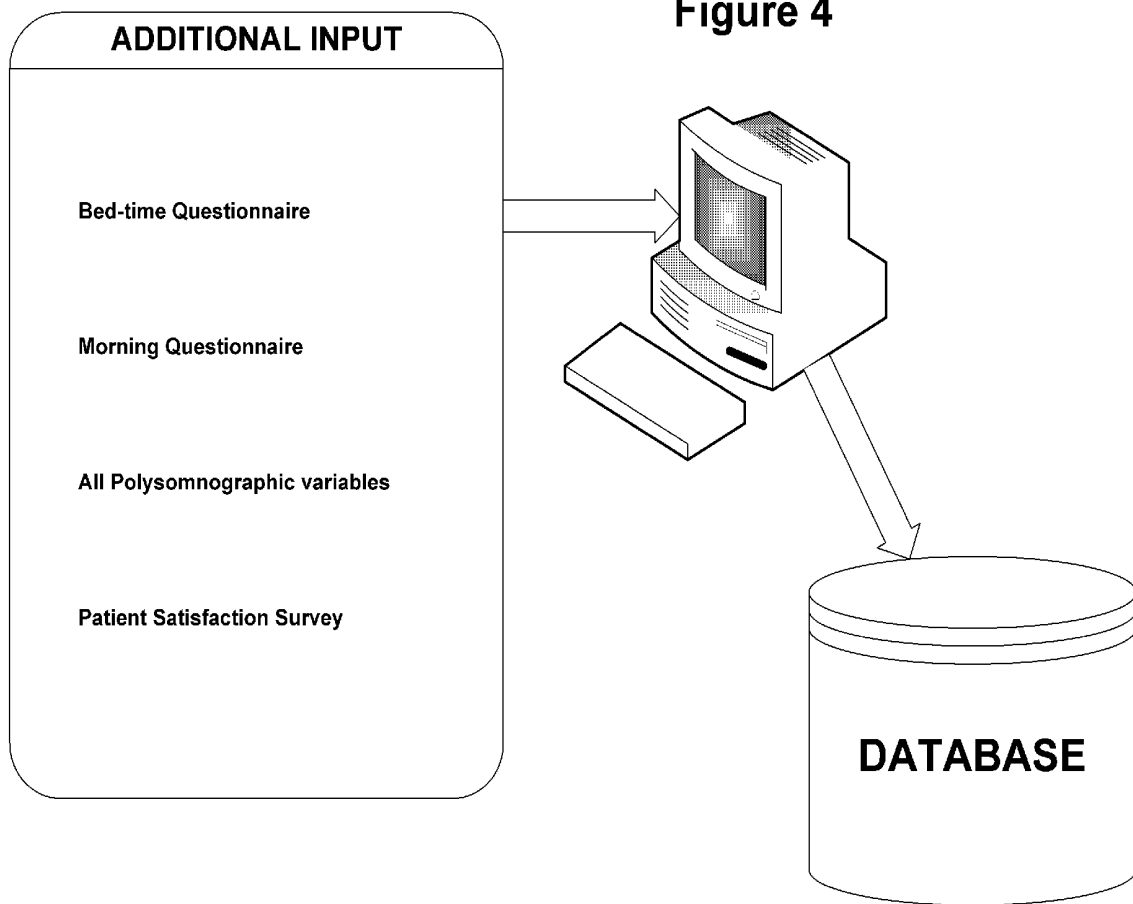 Figure 4
ADDITIONAL INPUT
Bed-time Questionnaire
Morning Questionnaire
All Polysomnographic variables
Patient Satisfaction Survey
DATABASE